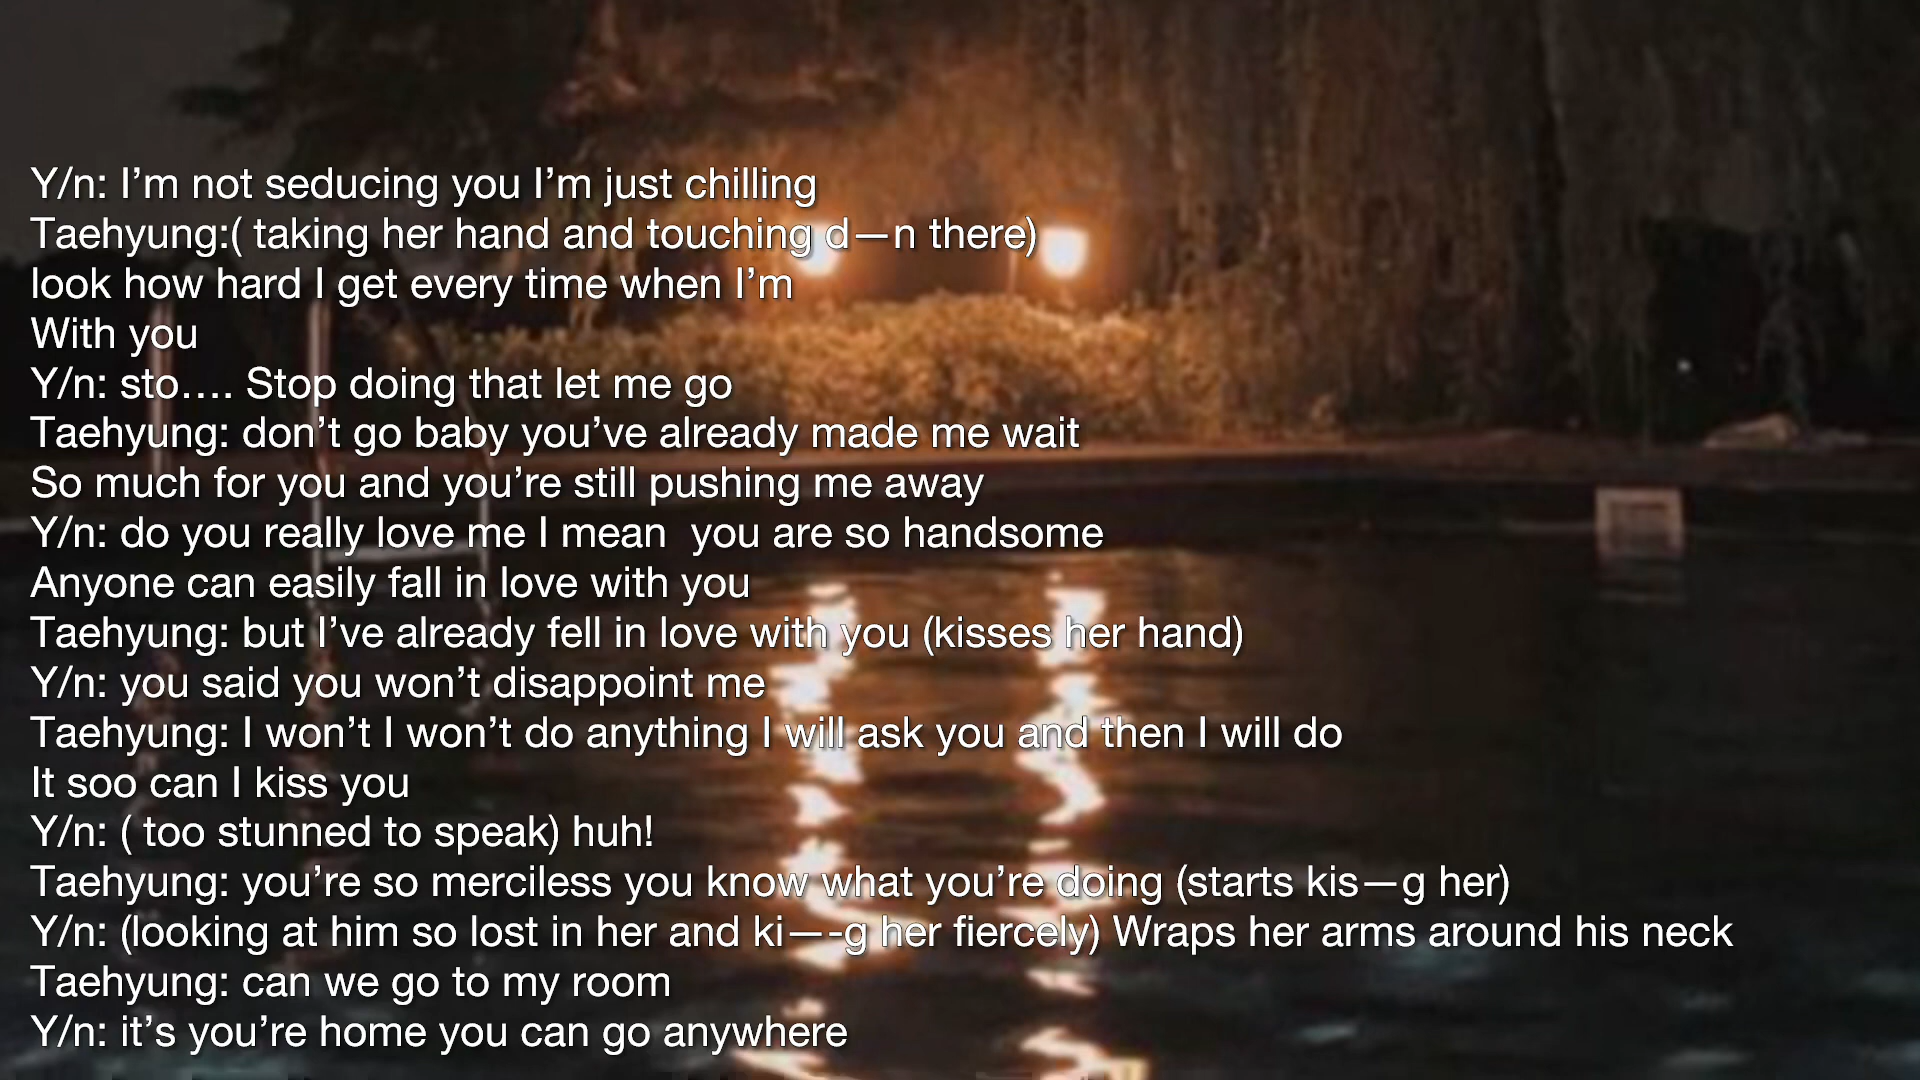 Y/n: I’m not seducing you I’m just chilling
Taehyung:( taking her hand and touching d—n there)
look how hard I get every time when I’m
With you
Y/n: sto…. Stop doing that let me go
Taehyung: don’t go baby you’ve already made me wait
So much for you and you’re still pushing me away
Y/n: do you really love me I mean  you are so handsome
Anyone can easily fall in love with you
Taehyung: but I’ve already fell in love with you (kisses her hand)
Y/n: you said you won’t disappoint me
Taehyung: I won’t I won’t do anything I will ask you and then I will do
It soo can I kiss you
Y/n: ( too stunned to speak) huh!
Taehyung: you’re so merciless you know what you’re doing (starts kis—g her)
Y/n: (looking at him so lost in her and ki—-g her fiercely) Wraps her arms around his neck
Taehyung: can we go to my room
Y/n: it’s you’re home you can go anywhere